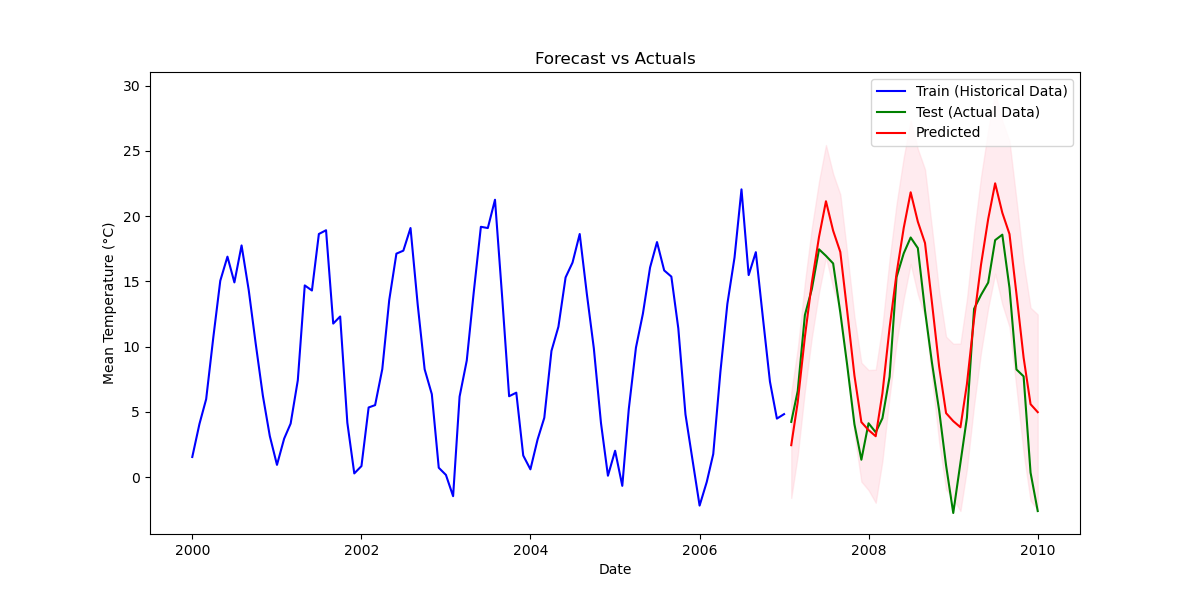 Forecast vs Actuals
Train (Historical Data)
Test (Actual Data)
Predicted
Mean Temperature (°C)
30
25
20
15
10
5
0
2000
2002
2004
2006
2008
2010
Date